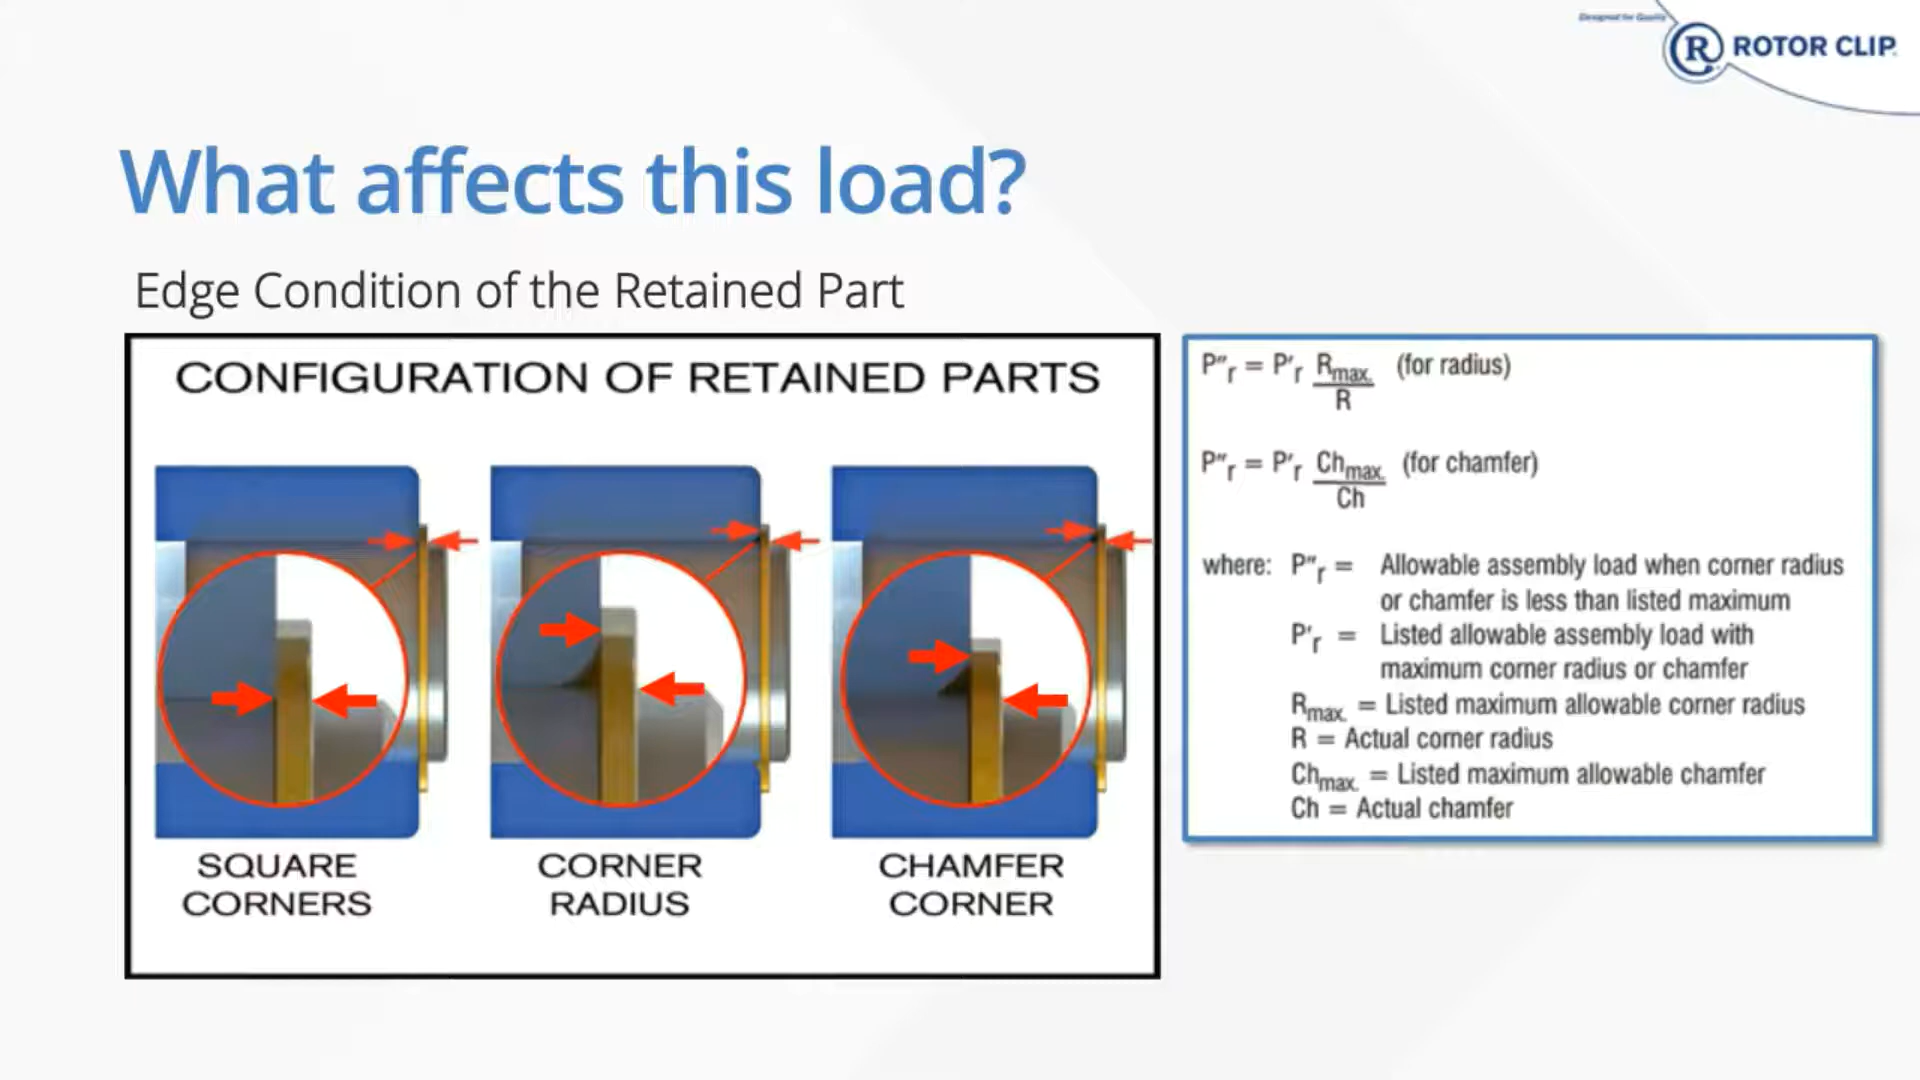 Designed for Quality
ROTOR CLIP
What affects this load?
Edge Condition of the Retained Part
CONFIGURATION OF RETAINED PARTS
SQUARE
CORNERS
CORNER
RADIUS
CHAMFER
CORNER
P″r = P′r Rmax. (for radius)
R
P″r = P′r Chmax. (for chamfer)
Ch
where: P″r = Allowable assembly load when corner radius
or chamfer is less than listed maximum
P′r = Listed allowable assembly load with
maximum corner radius or chamfer
Rmax. = Listed maximum allowable corner radius
R = Actual corner radius
Chmax. = Listed maximum allowable chamfer
Ch = Actual chamfer